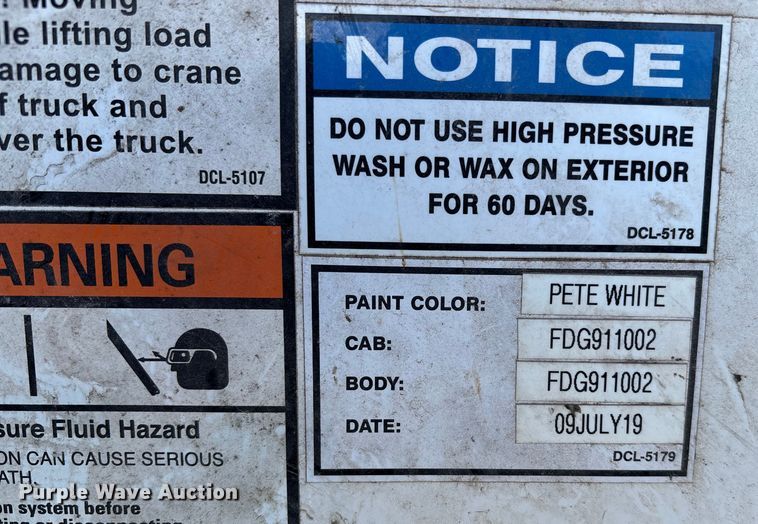 lifting load
amage to crane
f truck and
ver the truck.
DCL-5107
ARNING
sure Fluid Hazard
ON CAN CAUSE SERIOUS
ATH.
on system before
NOTICE
DO NOT USE HIGH PRESSURE
WASH OR WAX ON EXTERIOR
FOR 60 DAYS.
DCL-5178
PAINT COLOR: PETE WHITE
CAB: FDG911002
BODY: FDG911002
DATE: 09JULY19
DCL-5179
Purple Wave Auction